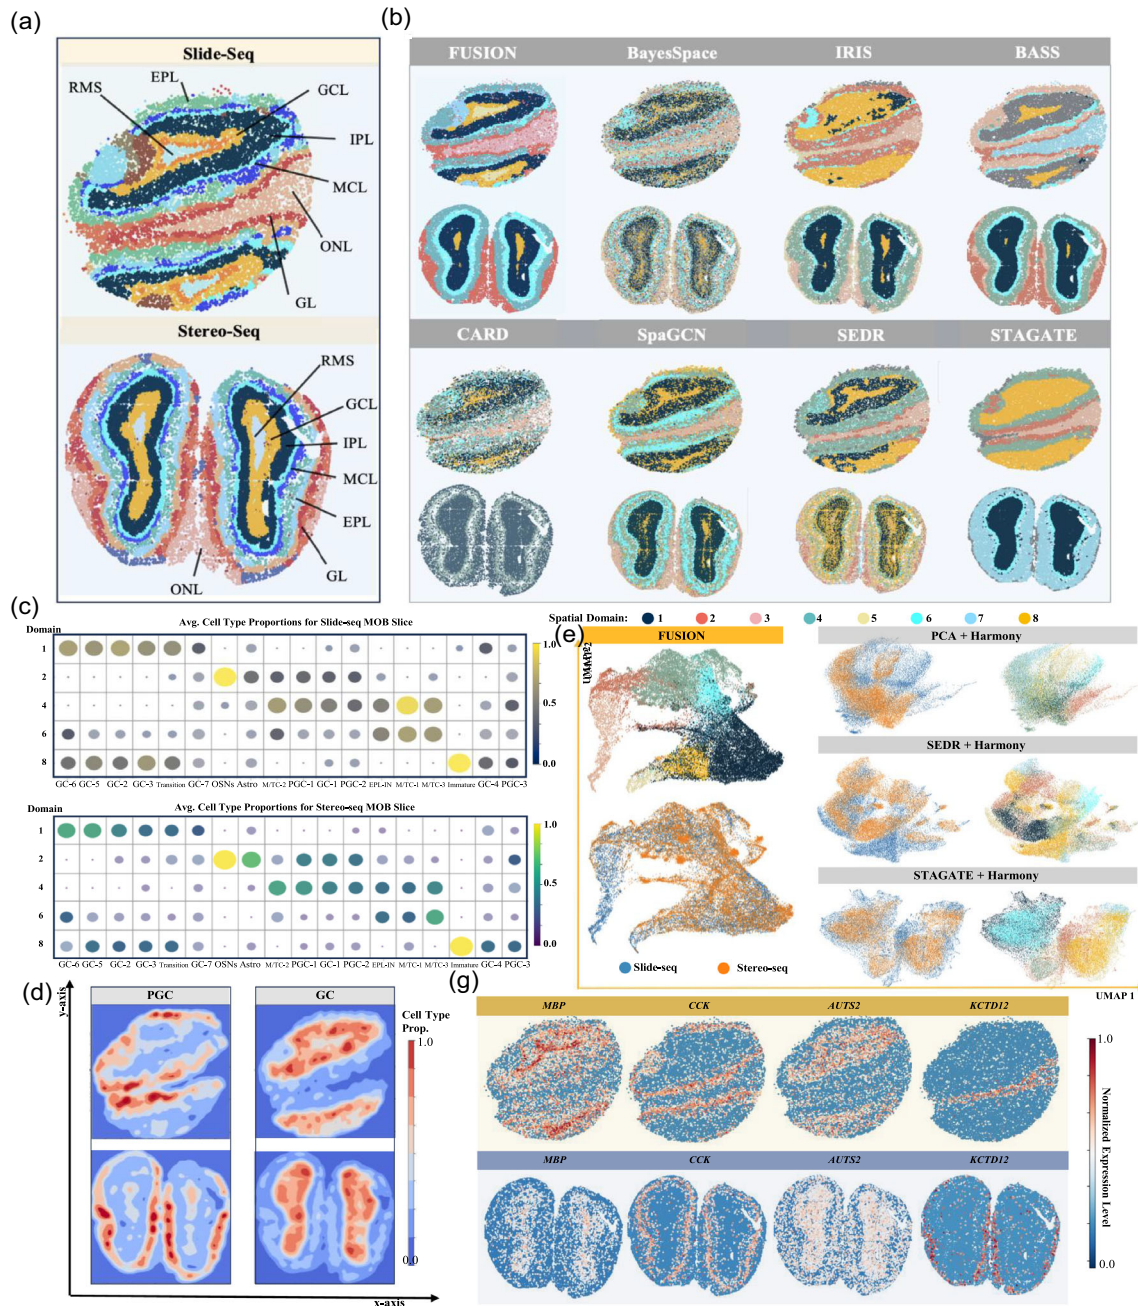 (a)
Slide-Seq
EPL
RMS
GCL
IPL
MCL
ONL
GL
Stereo-Seq
RMS
GCL
IPL
MCL
EPL
GL
ONL
(b)
FUSION BayesSpace IRIS BASS
CARD SpaGCN SEDR STAGATE
Spatial Domain: 1 2 3 4 5 6 7 8
(c)
Avg. Cell Type Proportions for Slide-seq MOB Slice
Domain
1
2
4
6
8
GC-6 GC-5 GC-2 GC-3 Transition GC-7 OSNs Astro M/TC-2 PGC-1 GC-1 PGC-2 EPL-IN M/TC-1 M/TC-3 Immature GC-4 PGC-3
1.0
0.5
0.0
Avg. Cell Type Proportions for Stereo-seq MOB Slice
Domain
1
2
4
6
8
GC-6 GC-5 GC-2 GC-3 Transition GC-7 OSNs Astro M/TC-2 PGC-1 GC-1 PGC-2 EPL-IN M/TC-1 M/TC-3 Immature GC-4 PGC-3
1.0
0.5
0.0
(e)
FUSION
PCA + Harmony
SEDR + Harmony
STAGATE + Harmony
Slide-seq Stereo-seq
UMAP 1
(d)
y-axis
PGC GC
Cell Type
Prop.
1.0
0.0
x-axis
(g)
MBP CCK AUTS2 KCTD12
MBP CCK AUTS2 KCTD12
1.0
0.0
Normalized Expression Level